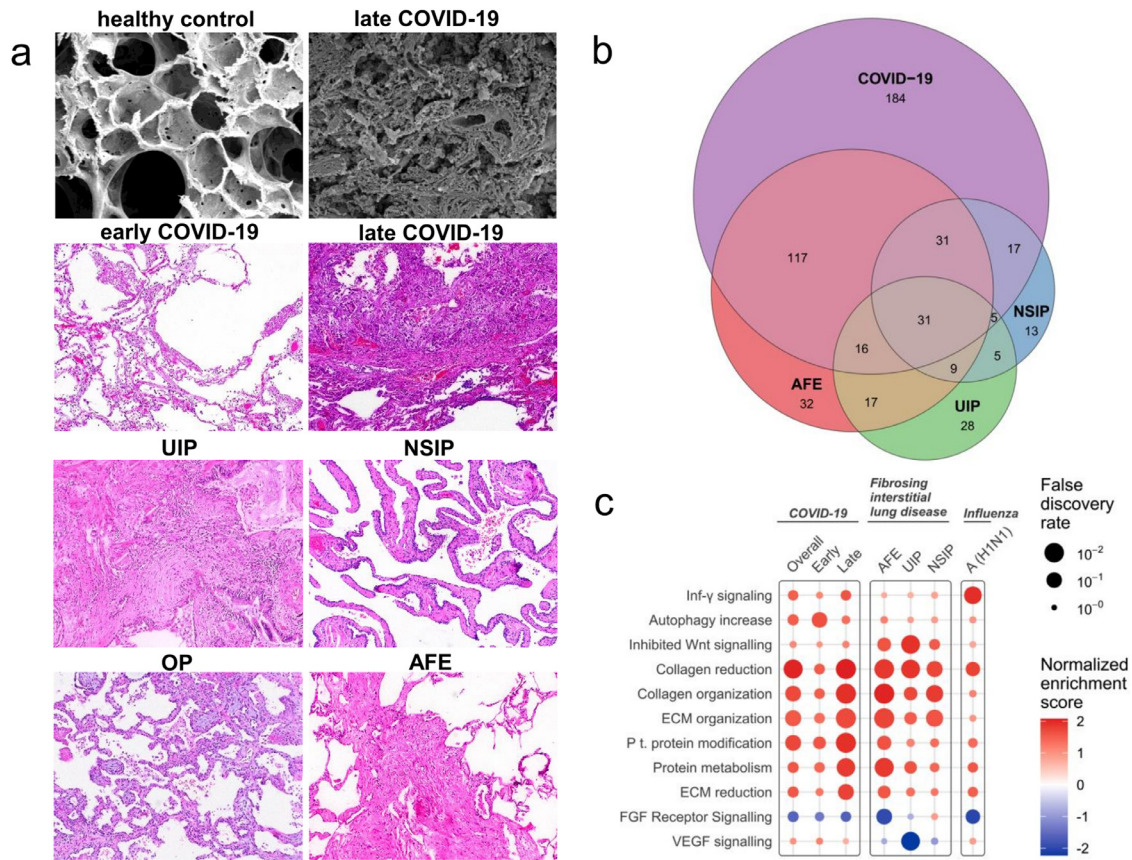 a
healthy control
late COVID-19
early COVID-19
late COVID-19
UIP
NSIP
OP
AFE
b
COVID-19
184
31
17
117
NSIP
13
5
31
16
5
9
AFE
32
17
UIP
28
c
COVID-19
Fibrosing
interstitial
lung disease
Influenza
Overall
Early
Late
AFE
UIP
NSIP
A (H1N1)
Inf-γ signaling
Autophagy increase
Inhibited Wnt signalling
Collagen reduction
Collagen organization
ECM organization
P t. protein modification
Protein metabolism
ECM reduction
FGF Receptor Signalling
VEGF signalling
False
discovery
rate
10⁻²
10⁻¹
10⁻⁰
Normalized
enrichment
score
2
1
0
-1
-2